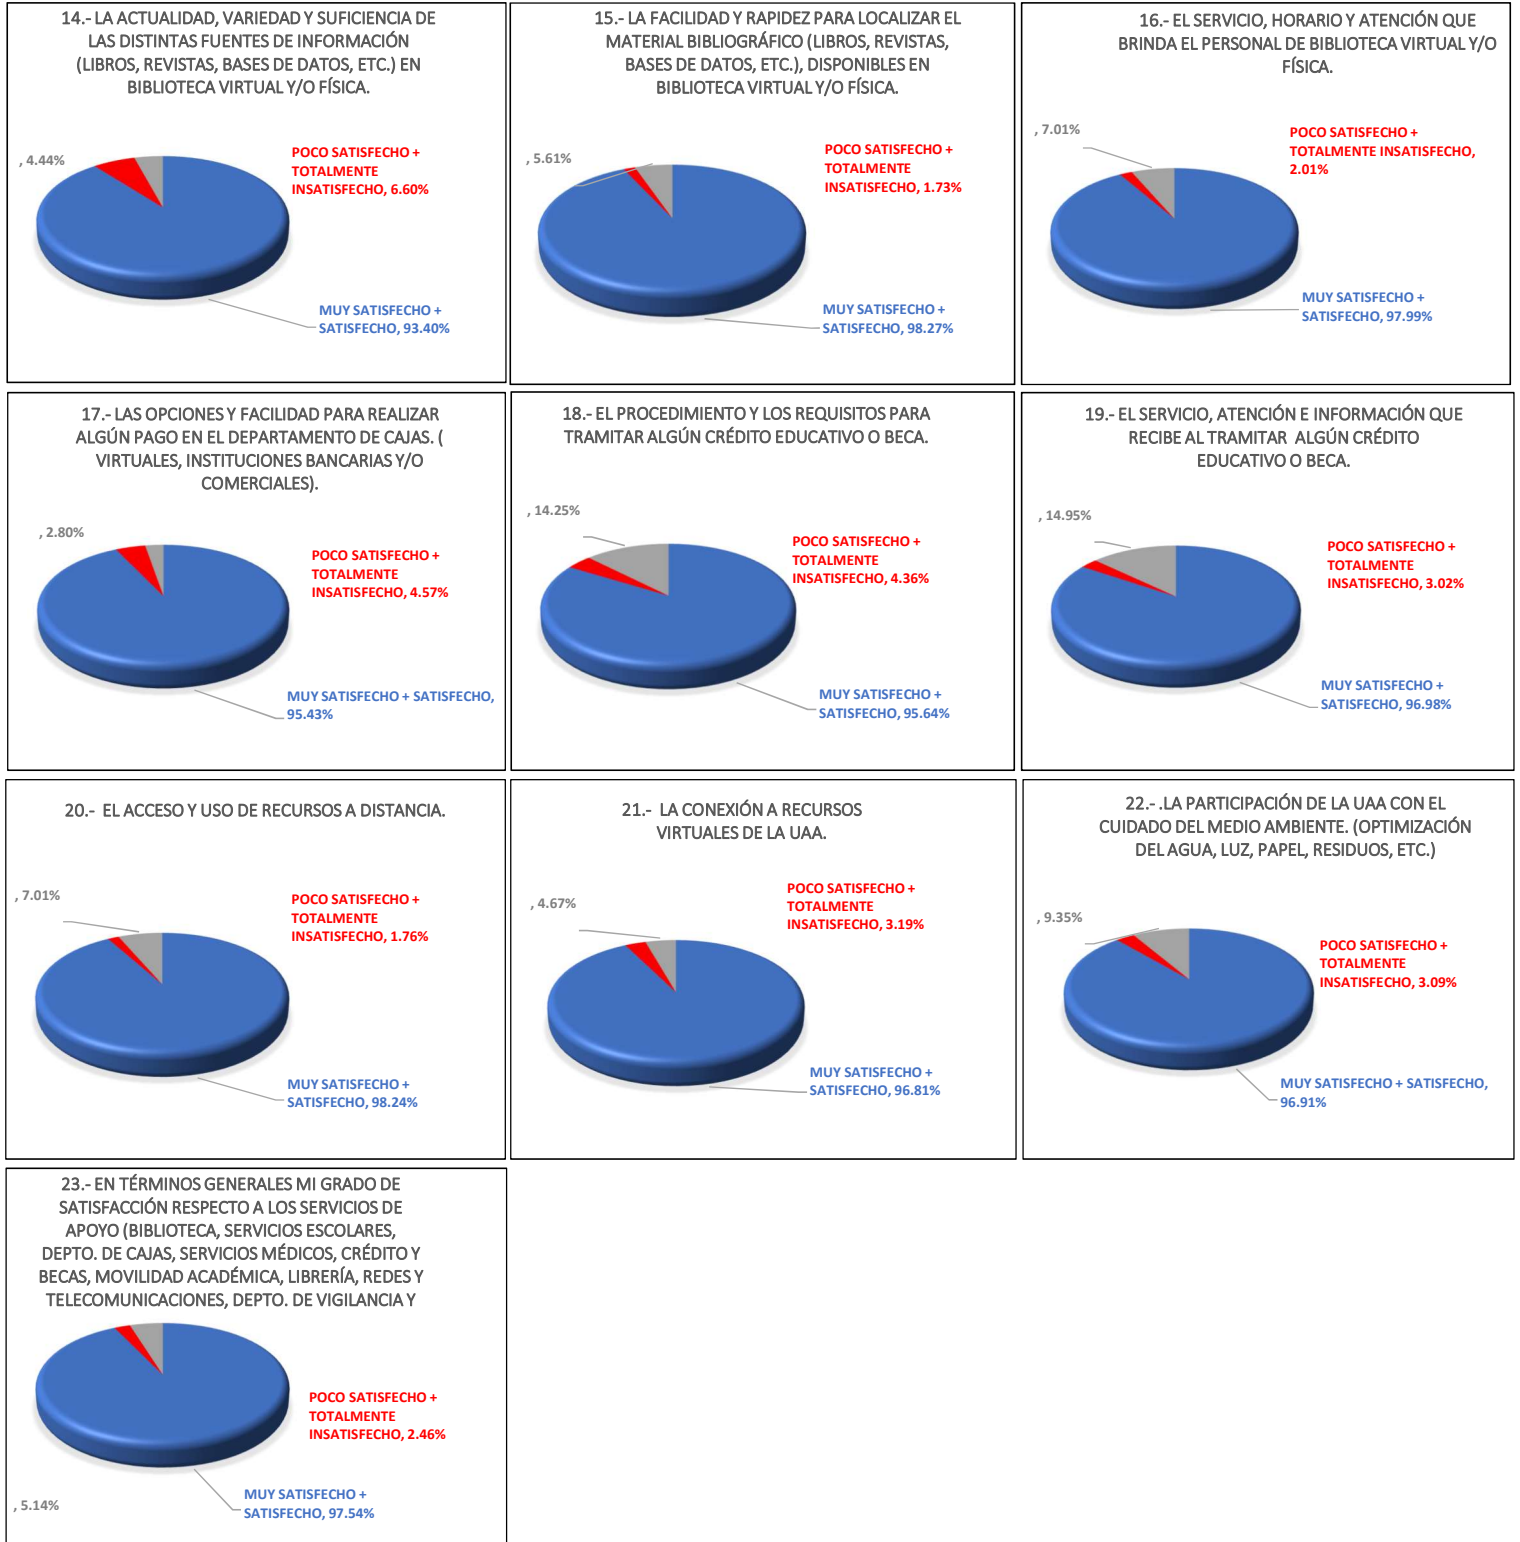 14.- LA ACTUALIDAD, VARIEDAD Y SUFICIENCIA DE
LAS DISTINTAS FUENTES DE INFORMACIÓN
(LIBROS, REVISTAS, BASES DE DATOS, ETC.) EN
BIBLIOTECA VIRTUAL Y/O FÍSICA.
, 4.44%
POCO SATISFECHO +
TOTALMENTE
INSATISFECHO, 6.60%
MUY SATISFECHO +
SATISFECHO, 93.40%
15.- LA FACILIDAD Y RAPIDEZ PARA LOCALIZAR EL
MATERIAL BIBLIOGRÁFICO (LIBROS, REVISTAS,
BASES DE DATOS, ETC.), DISPONIBLES EN
BIBLIOTECA VIRTUAL Y/O FÍSICA.
, 5.61%
POCO SATISFECHO +
TOTALMENTE
INSATISFECHO, 1.73%
MUY SATISFECHO +
SATISFECHO, 98.27%
16.- EL SERVICIO, HORARIO Y ATENCIÓN QUE
BRINDA EL PERSONAL DE BIBLIOTECA VIRTUAL Y/O
FÍSICA.
, 7.01%
POCO SATISFECHO +
TOTALMENTE INSATISFECHO,
2.01%
MUY SATISFECHO +
SATISFECHO, 97.99%
17.- LAS OPCIONES Y FACILIDAD PARA REALIZAR
ALGÚN PAGO EN EL DEPARTAMENTO DE CAJAS. (
VIRTUALES, INSTITUCIONES BANCARIAS Y/O
COMERCIALES).
, 2.80%
POCO SATISFECHO +
TOTALMENTE
INSATISFECHO, 4.57%
MUY SATISFECHO + SATISFECHO,
95.43%
18.- EL PROCEDIMIENTO Y LOS REQUISITOS PARA
TRAMITAR ALGÚN CRÉDITO EDUCATIVO O BECA.
, 14.25%
POCO SATISFECHO +
TOTALMENTE
INSATISFECHO, 4.36%
MUY SATISFECHO +
SATISFECHO, 95.64%
19.- EL SERVICIO, ATENCIÓN E INFORMACIÓN QUE
RECIBE AL TRAMITAR ALGÚN CRÉDITO
EDUCATIVO O BECA.
, 14.95%
POCO SATISFECHO +
TOTALMENTE
INSATISFECHO, 3.02%
MUY SATISFECHO +
SATISFECHO, 96.98%
20.- EL ACCESO Y USO DE RECURSOS A DISTANCIA.
, 7.01%
POCO SATISFECHO +
TOTALMENTE
INSATISFECHO, 1.76%
MUY SATISFECHO +
SATISFECHO, 98.24%
21.- LA CONEXIÓN A RECURSOS
VIRTUALES DE LA UAA.
, 4.67%
POCO SATISFECHO +
TOTALMENTE
INSATISFECHO, 3.19%
MUY SATISFECHO +
SATISFECHO, 96.81%
22.- .LA PARTICIPACIÓN DE LA UAA CON EL
CUIDADO DEL MEDIO AMBIENTE. (OPTIMIZACIÓN
DEL AGUA, LUZ, PAPEL, RESIDUOS, ETC.)
, 9.35%
POCO SATISFECHO +
TOTALMENTE
INSATISFECHO, 3.09%
MUY SATISFECHO + SATISFECHO,
96.91%
23.- EN TÉRMINOS GENERALES MI GRADO DE
SATISFACCIÓN RESPECTO A LOS SERVICIOS DE
APOYO (BIBLIOTECA, SERVICIOS ESCOLARES,
DEPTO. DE CAJAS, SERVICIOS MÉDICOS, CRÉDITO Y
BECAS, MOVILIDAD ACADÉMICA, LIBRERÍA, REDES Y
TELECOMUNICACIONES, DEPTO. DE VIGILANCIA Y
POCO SATISFECHO +
TOTALMENTE
INSATISFECHO, 2.46%
MUY SATISFECHO +
SATISFECHO, 97.54%
, 5.14%